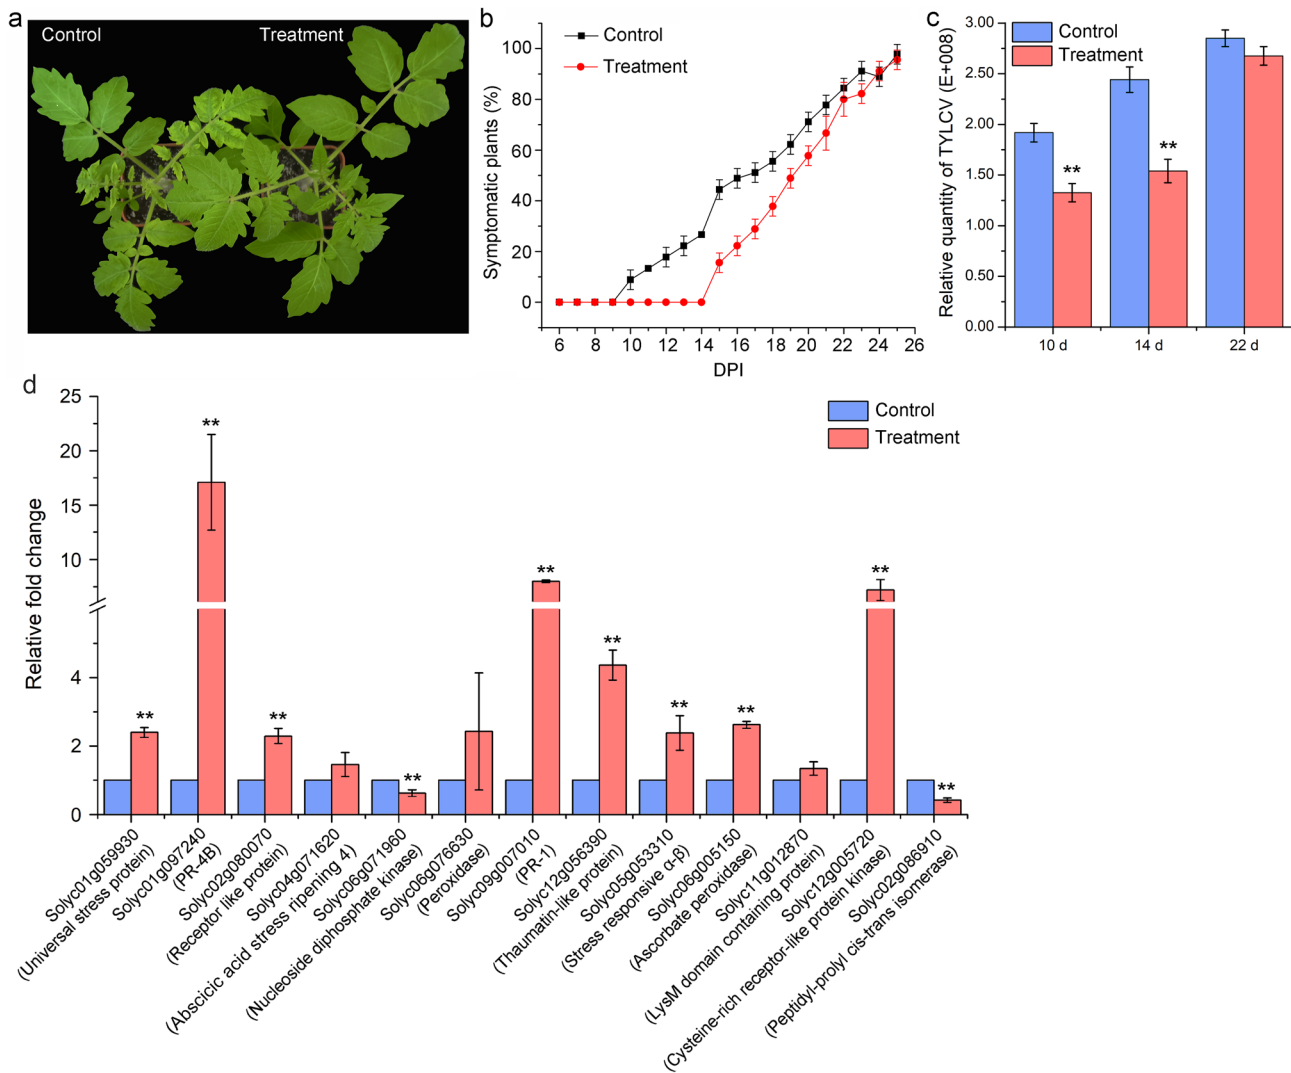 a
Control
Treatment
b
Control
Treatment
Symptomatic plants (%)
100
80
60
40
20
0
6 8 10 12 14 16 18 20 22 24 26
DPI
c
Control
Treatment
Relative quantity of TYLCV (E+008)
3.00
2.50
2.00
1.50
1.00
0.50
0.00
**
**
10 d 14 d 22 d
d
Control
Treatment
Relative fold change
25
20
15
10
4
2
0
**
**
**
**
**
**
**
**
**
**
Solyc01g059930
(Universal stress protein)
Solyc01g097240
(PR-4B)
Solyc02g080070
(Receptor like protein)
Solyc04g071620
(Abscicic acid stress ripening 4)
Solyc06g071960
(Nucleoside diphosphate kinase)
Solyc06g076630
(Peroxidase)
Solyc09g007010
(PR-1)
Solyc12g056390
(Thaumatin-like protein)
Solyc05g053310
(Stress responsive α-β)
Solyc06g005150
(Ascorbate peroxidase)
Solyc11g012870
(LysM domain containing protein)
Solyc12g005720
(Cysteine-rich receptor-like protein kinase)
Solyc02g086910
(Peptidyl-prolyl cis-trans isomerase)